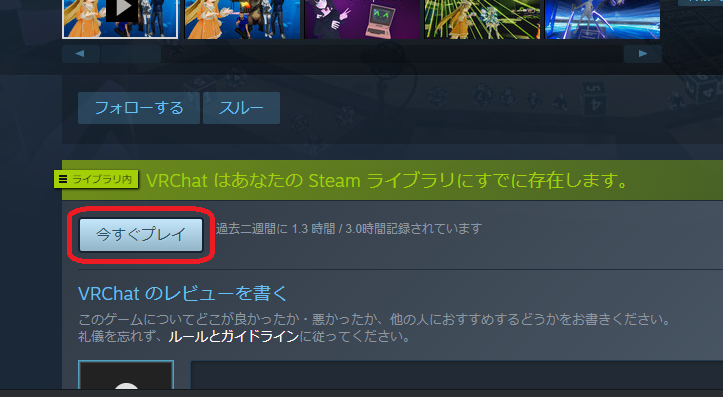 フォローする
スルー
ライブラリ内
VRChat はあなたの Steam ライブラリにすでに存在します。
今すぐプレイ
過去二週間に 1.3 時間 / 3.0時間記録されています
VRChat のレビューを書く
このゲームについてどこが良かったか・悪かったか、他の人におすすめするどうかをお書きください。
礼儀を忘れず、ルールとガイドラインに従ってください。